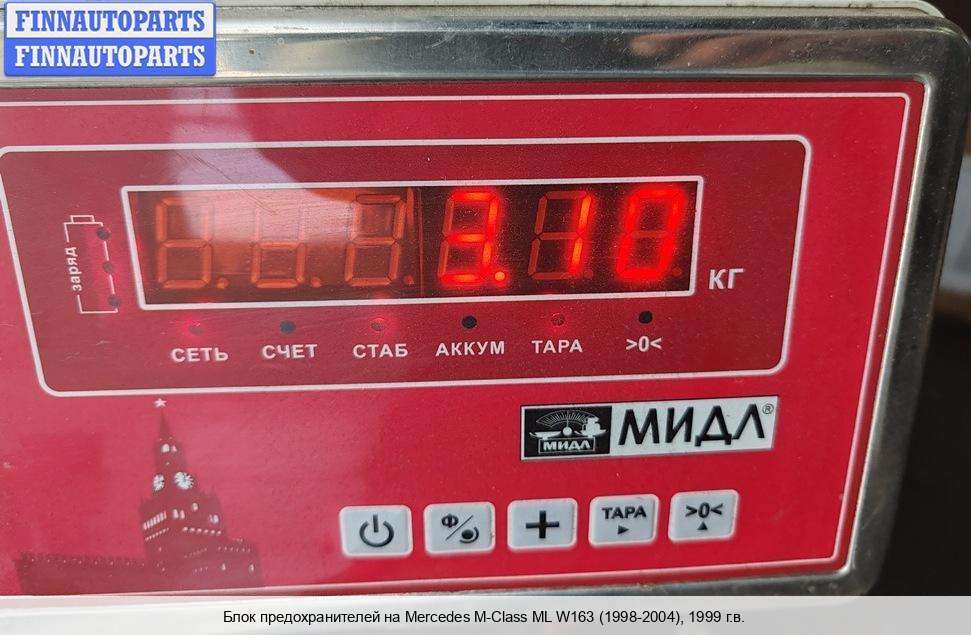 FINNAUTOPARTS
FINNAUTOPARTS
3.10
КГ
заряд
СЕТЬ СЧЕТ СТАБ АККУМ ТАРА >0<
МИДЛ МИДЛ®
Ф/ + ТАРА >0<
Блок предохранителей на Mercedes M-Class ML W163 (1998-2004), 1999 г.в.